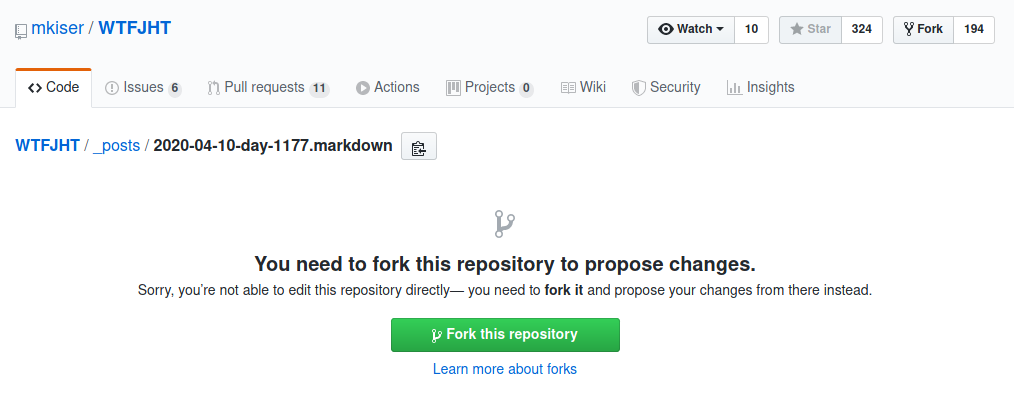 mkiser / WTFJHT
Watch 10 Star 324 Fork 194
Code Issues 6 Pull requests 11 Actions Projects 0 Wiki Security Insights
WTFJHT / _posts / 2020-04-10-day-1177.markdown
You need to fork this repository to propose changes.
Sorry, you’re not able to edit this repository directly— you need to fork it and propose your changes from there instead.
Fork this repository
Learn more about forks